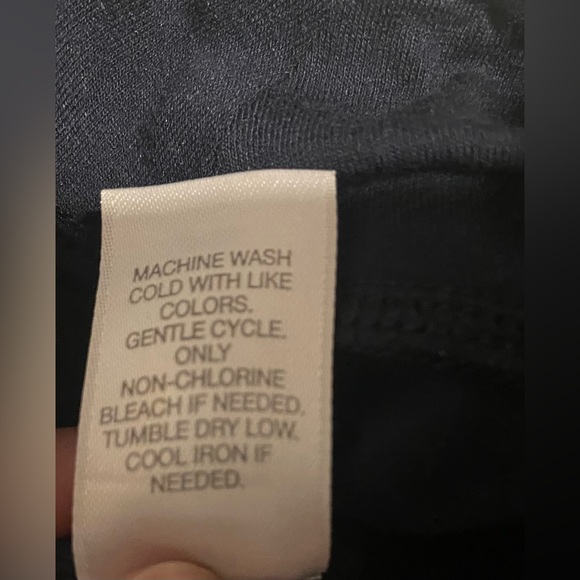 MACHINE WASH
COLD WITH LIKE
COLORS.
GENTLE CYCLE.
ONLY
NON-CHLORINE
BLEACH IF NEEDED.
TUMBLE DRY LOW.
COOL IRON IF
NEEDED.